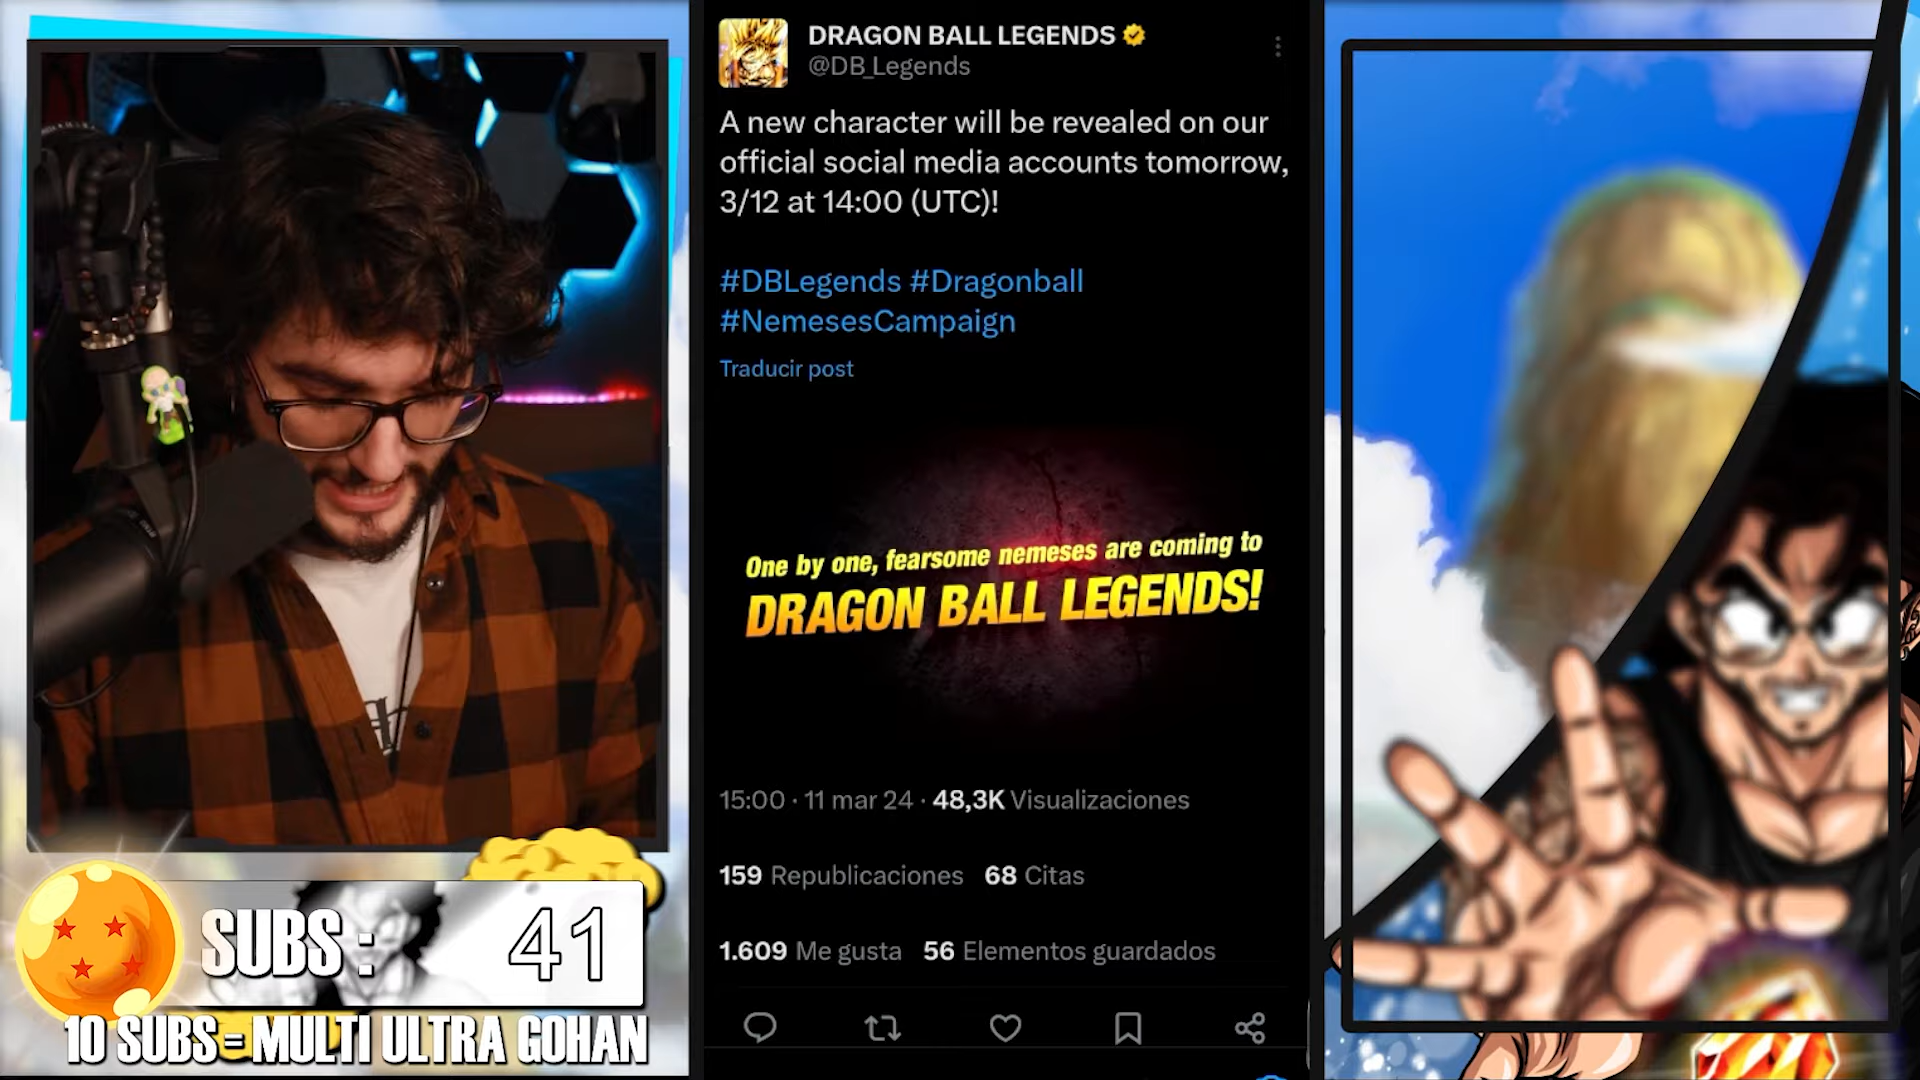 DRAGON BALL LEGENDS
@DB_Legends
A new character will be revealed on our
official social media accounts tomorrow,
3/12 at 14:00 (UTC)!
#DBLegends #Dragonball
#NemesesCampaign
Traducir post
One by one, fearsome nemeses are coming to
DRAGON BALL LEGENDS!
15:00 · 11 mar 24 · 48,3K Visualizaciones
159 Republicaciones 68 Citas
1.609 Me gusta 56 Elementos guardados
SUBS : 41
10 SUBS = MULTI ULTRA GOHAN